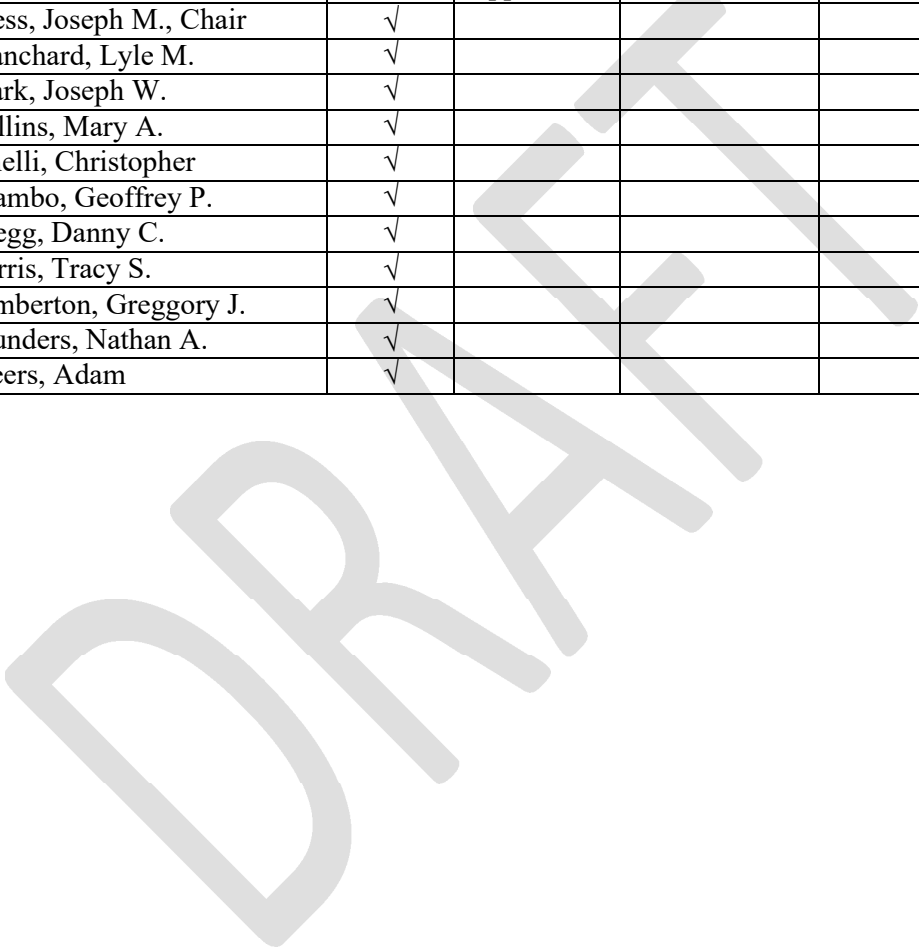 ess, Joseph M., Chair √
anchard, Lyle M. √
ark, Joseph W. √
llins, Mary A. √
elli, Christopher √
ambo, Geoffrey P. √
egg, Danny C. √
rris, Tracy S. √
mberton, Greggory J. √
unders, Nathan A. √
eers, Adam √
DRAFT